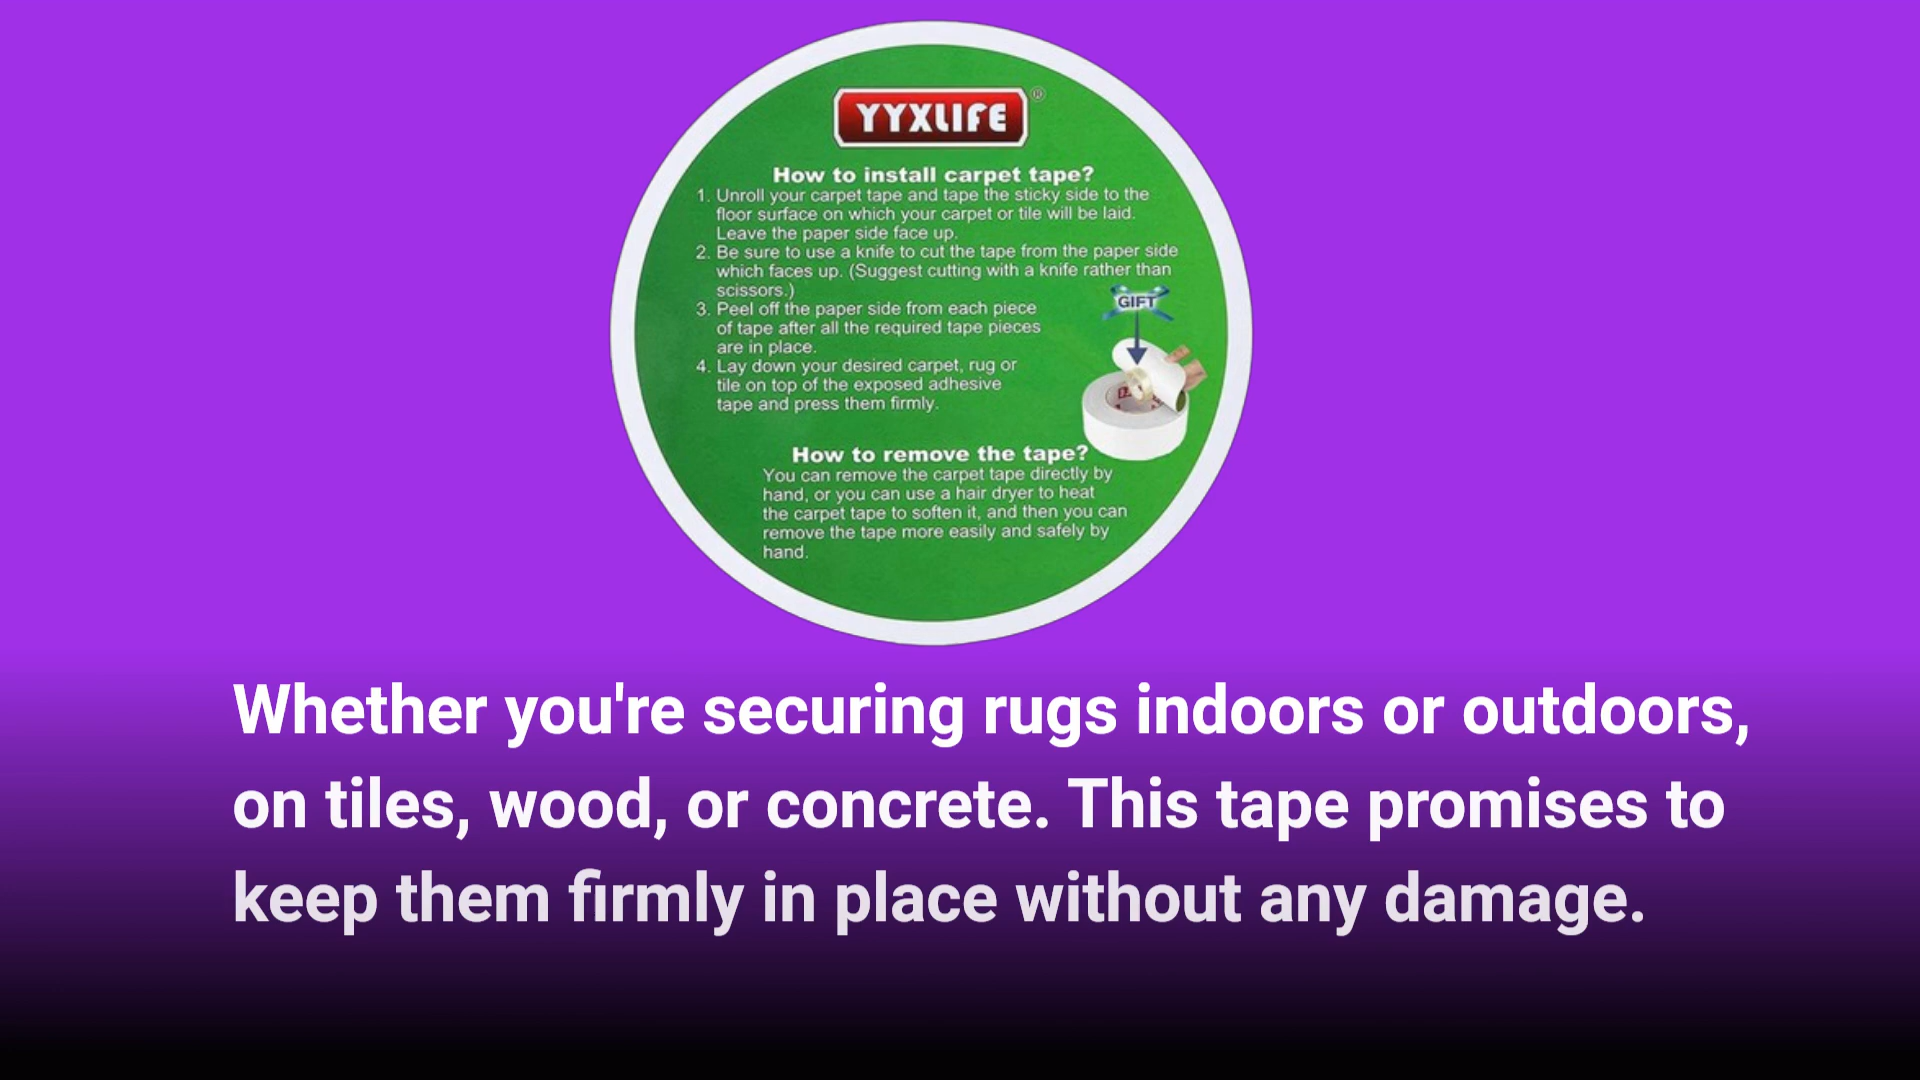 YYXLIFE®
How to install carpet tape?
1. Unroll your carpet tape and tape the sticky side to the
floor surface on which your carpet or tile will be laid.
Leave the paper side face up.
2. Be sure to use a knife to cut the tape from the paper side
which faces up. (Suggest cutting with a knife rather than
scissors.)
3. Peel off the paper side from each piece
of tape after all the required tape pieces
are in place.
4. Lay down your desired carpet, rug or
tile on top of the exposed adhesive
tape and press them firmly.
GIFT
How to remove the tape?
You can remove the carpet tape directly by
hand, or you can use a hair dryer to heat
the carpet tape to soften it, and then you can
remove the tape more easily and safely by
hand.
Whether you're securing rugs indoors or outdoors,
on tiles, wood, or concrete. This tape promises to
keep them firmly in place without any damage.